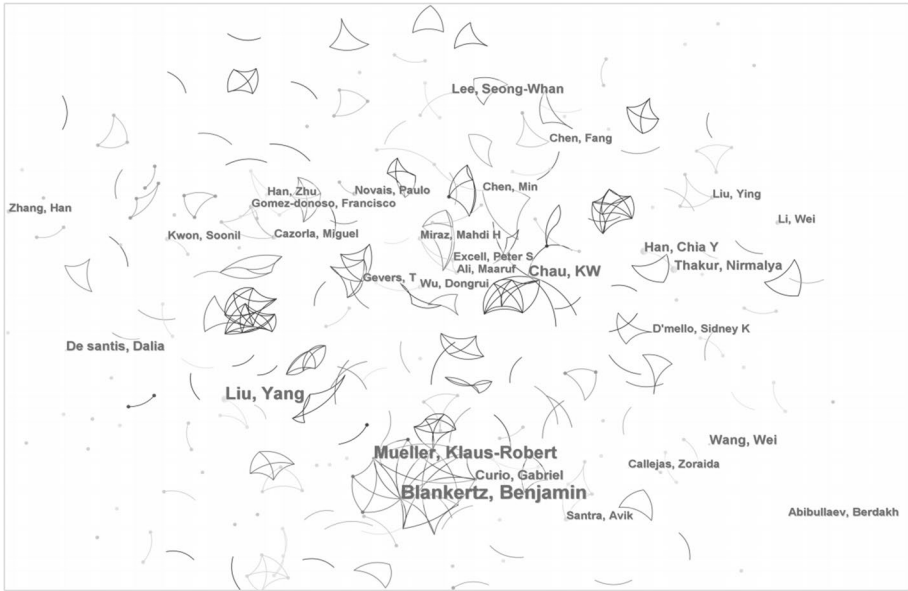 Lee, Seong-Whan
Chen, Fang
Han, Zhu
Novais, Paulo
Chen, Min
Liu, Ying
Gomez-donoso, Francisco
Zhang, Han
Li, Wei
Kwon, Soonil
Cazorla, Miguel
Miraz, Mahdi H
Han, Chia Y
Excell, Peter S
Thakur, Nirmalya
Ali, Maaruf
Chau, KW
Gevers, T
Wu, Dongrui
D'mello, Sidney K
De santis, Dalia
Liu, Yang
Wang, Wei
Mueller, Klaus-Robert
Callejas, Zoraida
Curio, Gabriel
Blankertz, Benjamin
Abibullaev, Berdakh
Santra, Avik